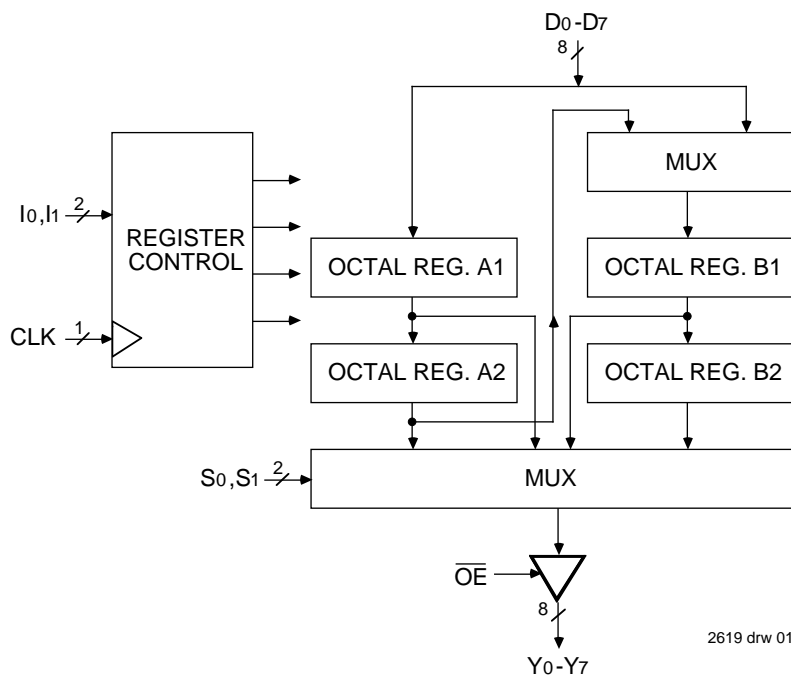 D0-D7
8
MUX
I0,I1
2
REGISTER
CONTROL
OCTAL REG. A1
OCTAL REG. B1
CLK
1
OCTAL REG. A2
OCTAL REG. B2
S0,S1
2
MUX
OE
8
2619 drw 01
Y0-Y7